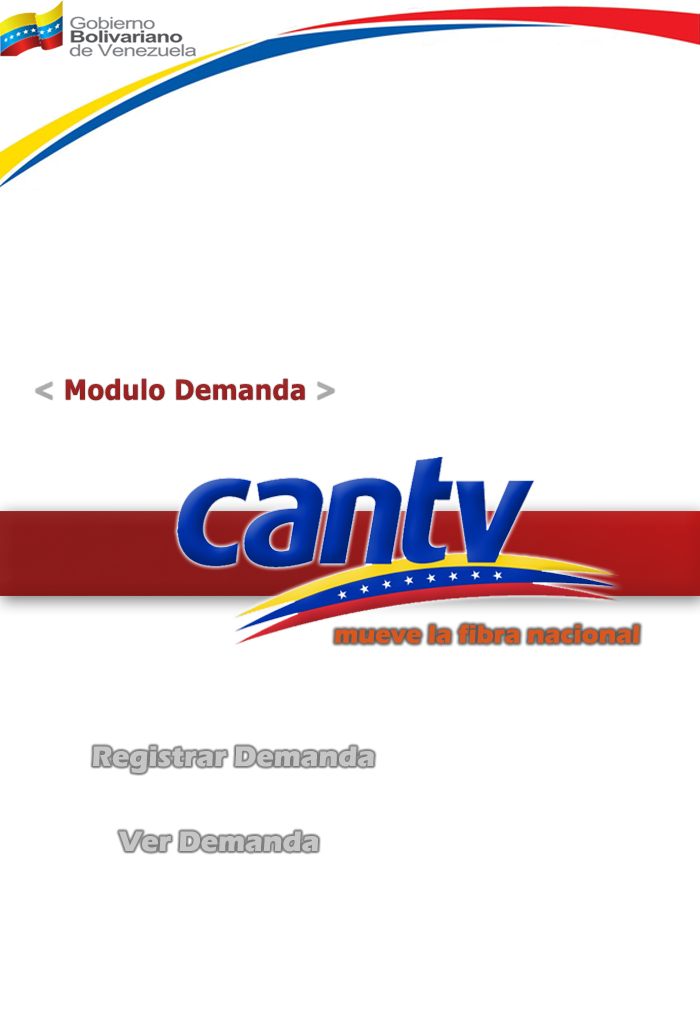 Gobierno
Bolivariano
de Venezuela
< Modulo Demanda >
cantv
mueve la fibra nacional
Registrar Demanda
Ver Demanda